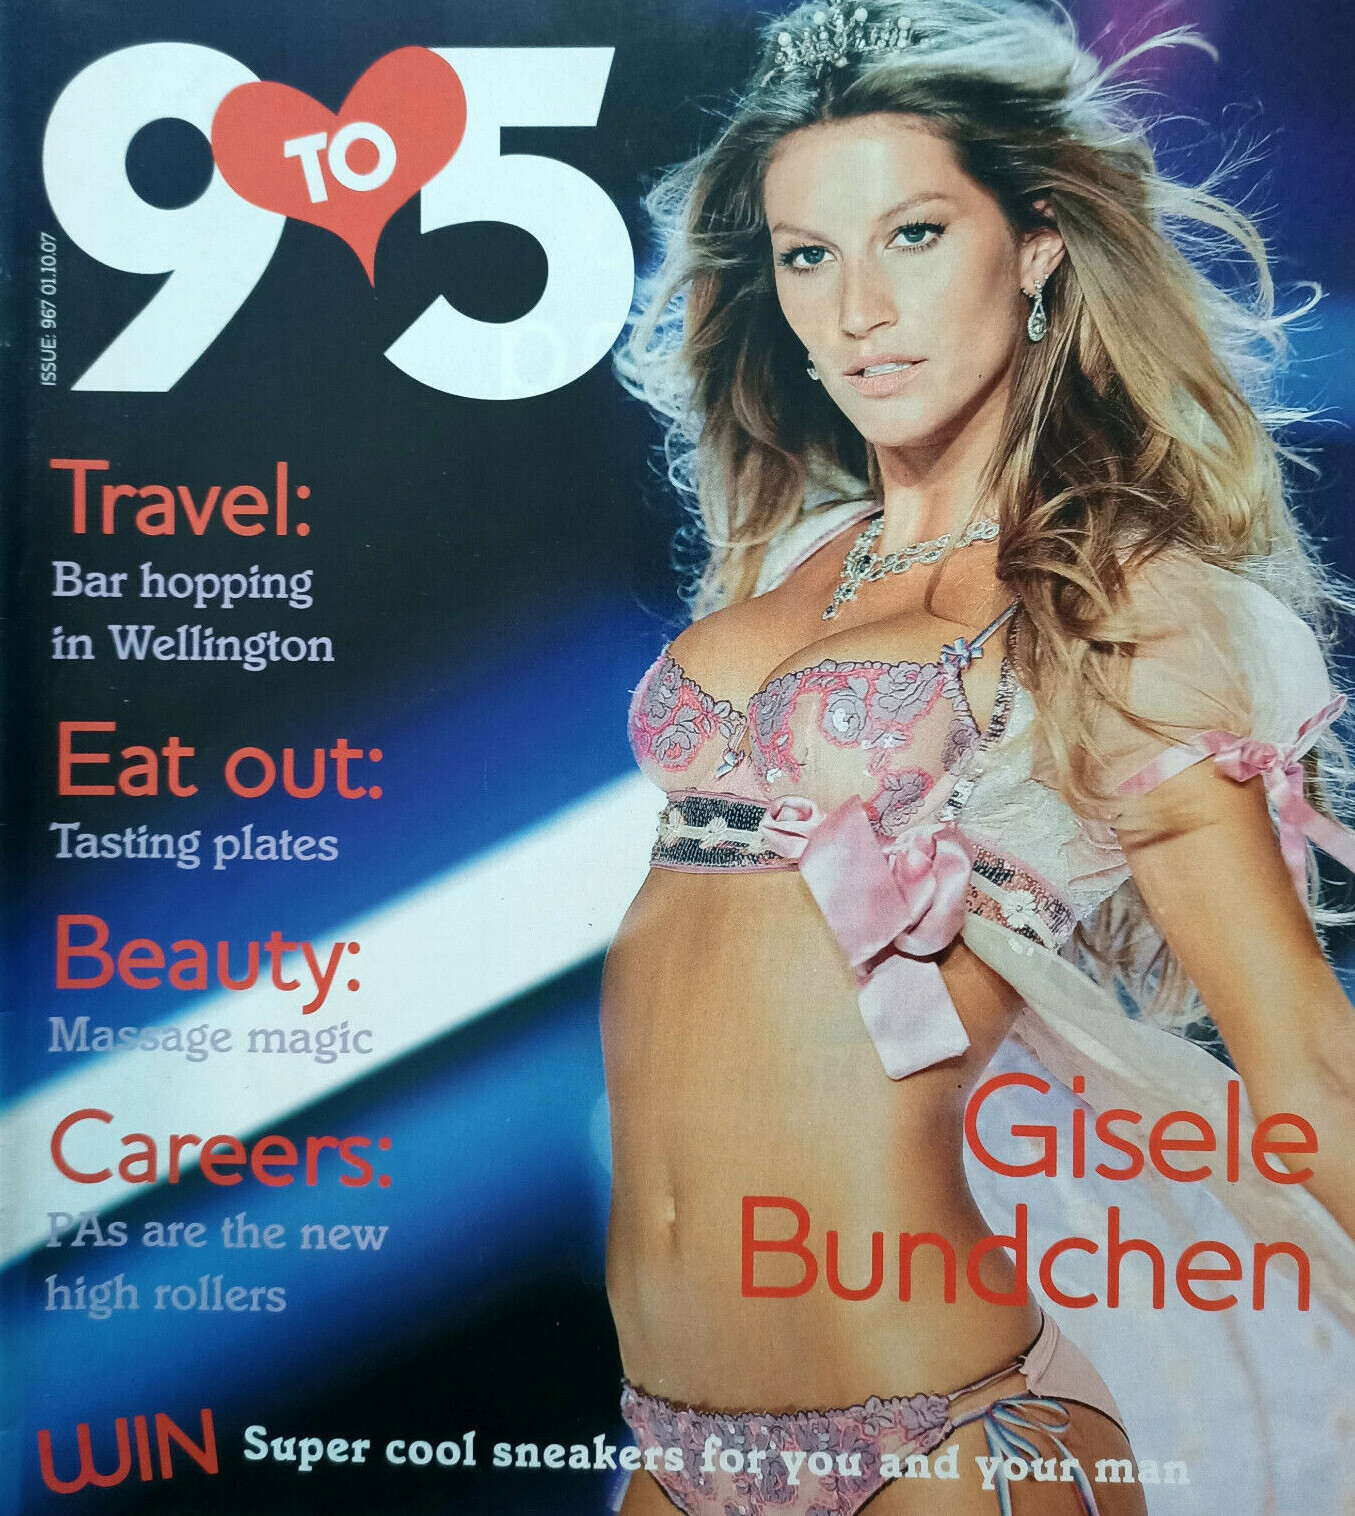 9 TO 5
ISSUE: 967 01.10.07
Travel:
Bar hopping
in Wellington
Eat out:
Tasting plates
Beauty:
Massage magic
Careers:
PAs are the new
high rollers
Gisele
Bundchen
WIN Super cool sneakers for you and your man